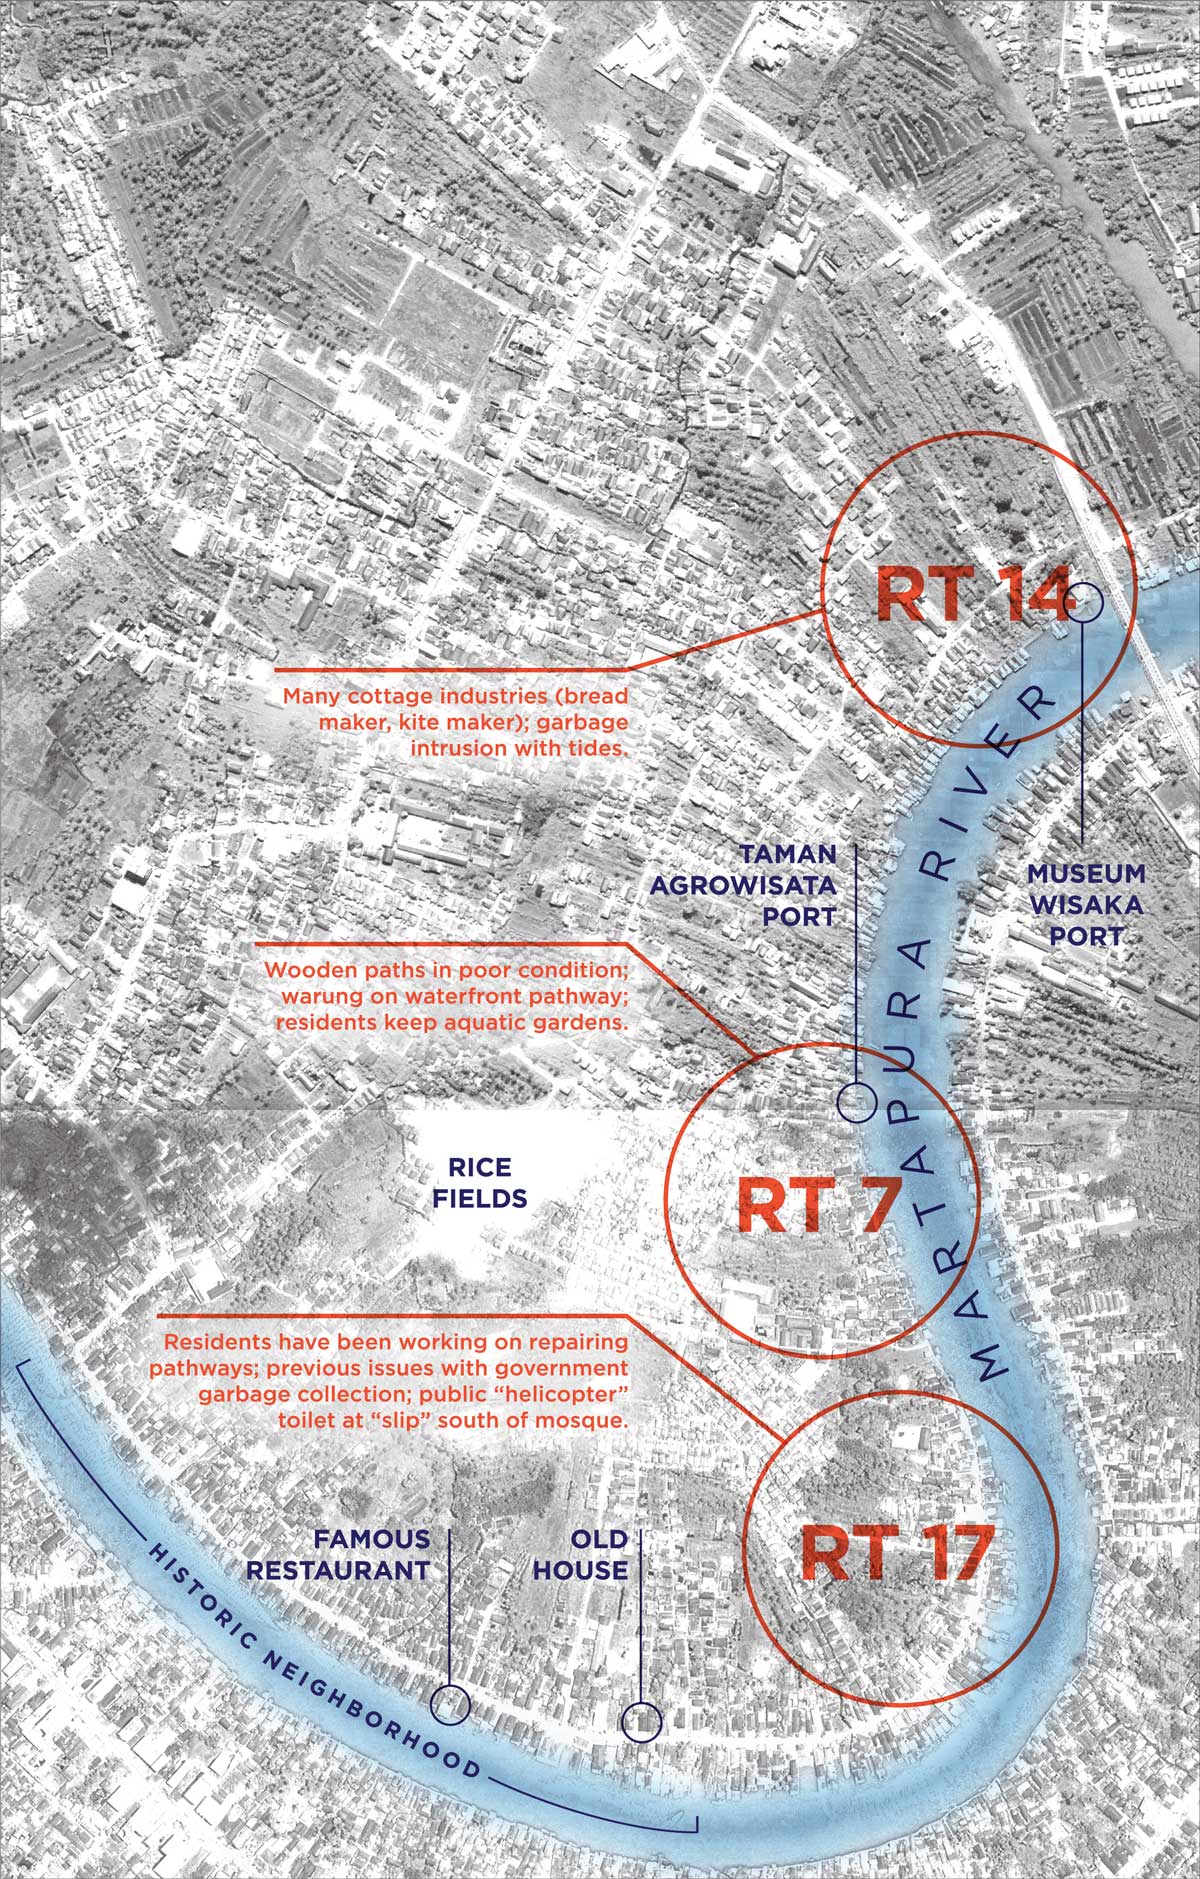 RT 14
Many cottage industries (bread
maker, kite maker); garbage
intrusion with tides.
MARTAPURA RIVER
TAMAN
AGROWISATA
PORT
MUSEUM
WISAKA
PORT
Wooden paths in poor condition;
warung on waterfront pathway;
residents keep aquatic gardens.
RICE
FIELDS
RT 7
Residents have been working on repairing
pathways; previous issues with government
garbage collection; public “helicopter”
toilet at “slip” south of mosque.
FAMOUS
RESTAURANT
OLD
HOUSE
RT 17
HISTORIC NEIGHBORHOOD